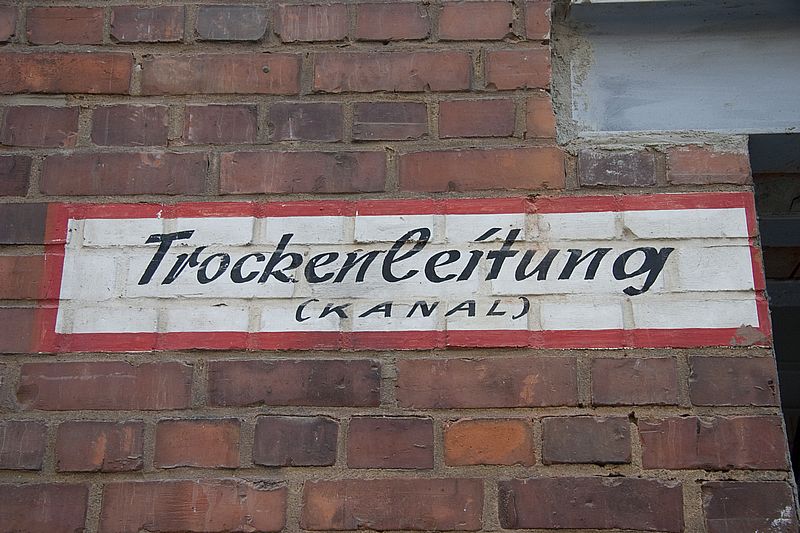 Trockenleitung
(KANAL)